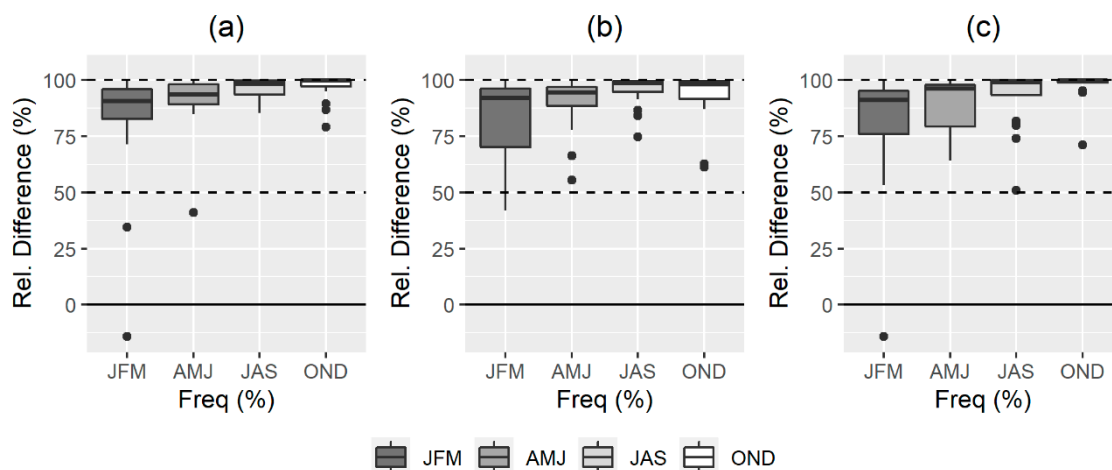 (a)
Rel. Difference (%)
100
75
50
25
0
JFM AMJ JAS OND
Freq (%)
(b)
Rel. Difference (%)
100
75
50
25
0
JFM AMJ JAS OND
Freq (%)
(c)
Rel. Difference (%)
100
75
50
25
0
JFM AMJ JAS OND
Freq (%)
JFM AMJ JAS OND